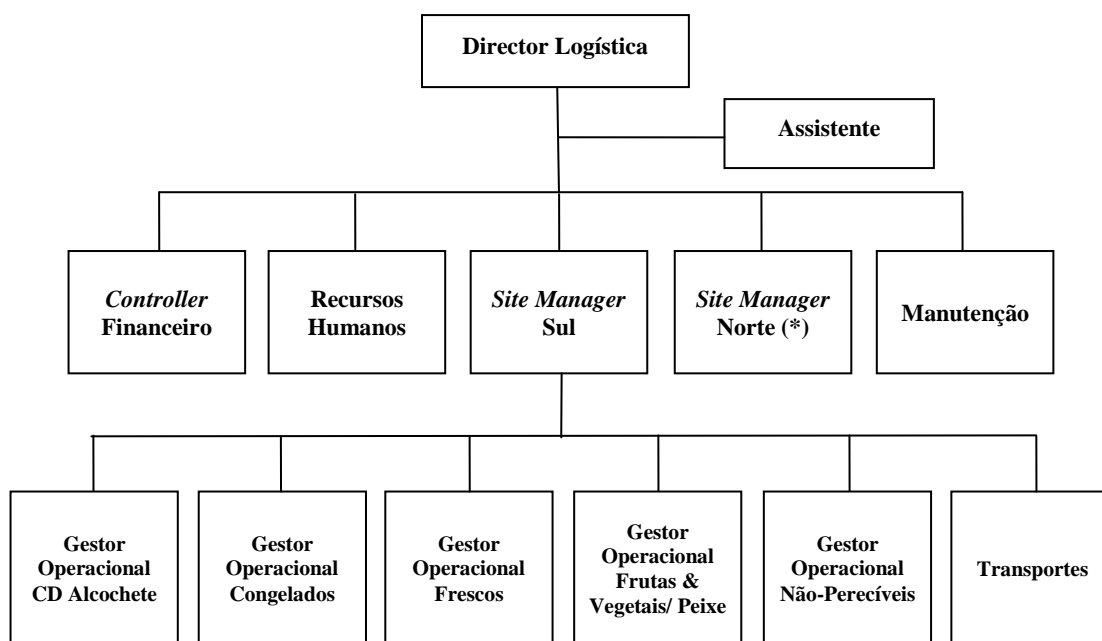 Director Logística
Assistente
Controller
Financeiro
Recursos
Humanos
Site Manager
Sul
Site Manager
Norte (*)
Manutenção
Gestor
Operacional
CD Alcochete
Gestor
Operacional
Congelados
Gestor
Operacional
Frescos
Gestor
Operacional
Frutas &
Vegetais/ Peixe
Gestor
Operacional
Não-Perecíveis
Transportes